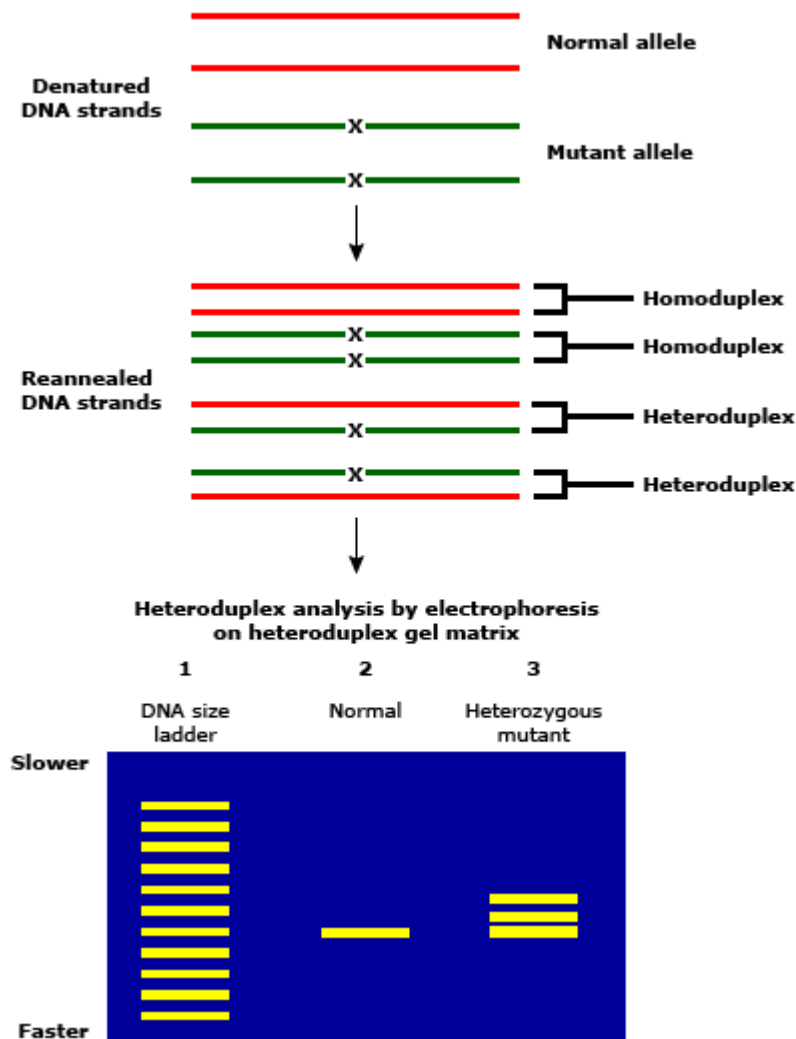 Normal allele
Denatured
DNA strands
X
Mutant allele
X
Homoduplex
X
Homoduplex
X
Reannealed
DNA strands
Heteroduplex
X
X
Heteroduplex
Heteroduplex analysis by electrophoresis
on heteroduplex gel matrix
1 2 3
DNA size Normal Heterozygous
ladder mutant
Slower
Faster